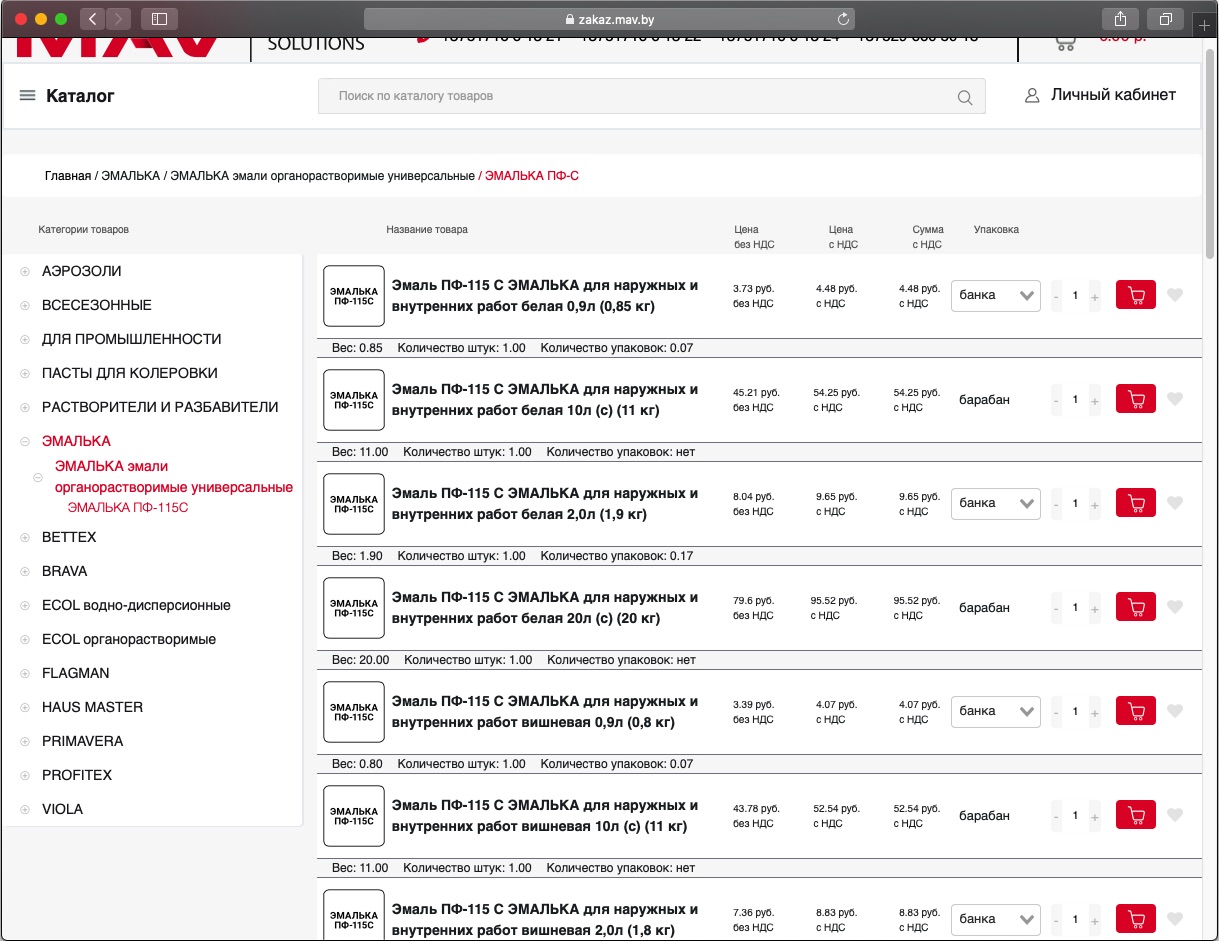 zakaz.mav.by
MAV
SOLUTIONS
Каталог
Поиск по каталогу товаров
Личный кабинет
Главная / ЭМАЛЬКА / ЭМАЛЬКА эмали органорастворимые универсальные / ЭМАЛЬКА ПФ-С
Категории товаров
Название товара
Цена
без НДС
Цена
с НДС
Сумма
с НДС
Упаковка
АЭРОЗОЛИ
ВСЕСЕЗОННЫЕ
ДЛЯ ПРОМЫШЛЕННОСТИ
ПАСТЫ ДЛЯ КОЛЕРОВКИ
РАСТВОРИТЕЛИ И РАЗБАВИТЕЛИ
ЭМАЛЬКА
ЭМАЛЬКА эмали
органорастворимые универсальные
ЭМАЛЬКА ПФ-115С
BETTEX
BRAVA
ECOL водно-дисперсионные
ECOL органорастворимые
FLAGMAN
HAUS MASTER
PRIMAVERA
PROFITEX
VIOLA
ЭМАЛЬКА
ПФ-115С
Эмаль ПФ-115 С ЭМАЛЬКА для наружных и
внутренних работ белая 0,9л (0,85 кг)
3.73 руб. 4.48 руб. 4.48 руб.
без НДС с НДС с НДС
банка - 1 +
Вес: 0.85 Количество штук: 1.00 Количество упаковок: 0.07
ЭМАЛЬКА
ПФ-115С
Эмаль ПФ-115 С ЭМАЛЬКА для наружных и
внутренних работ белая 10л (с) (11 кг)
45.21 руб. 54.25 руб. 54.25 руб.
без НДС с НДС с НДС
барабан - 1 +
Вес: 11.00 Количество штук: 1.00 Количество упаковок: нет
ЭМАЛЬКА
ПФ-115С
Эмаль ПФ-115 С ЭМАЛЬКА для наружных и
внутренних работ белая 2,0л (1,9 кг)
8.04 руб. 9.65 руб. 9.65 руб.
без НДС с НДС с НДС
банка - 1 +
Вес: 1.90 Количество штук: 1.00 Количество упаковок: 0.17
ЭМАЛЬКА
ПФ-115С
Эмаль ПФ-115 С ЭМАЛЬКА для наружных и
внутренних работ белая 20л (с) (20 кг)
79.6 руб. 95.52 руб. 95.52 руб.
без НДС с НДС с НДС
барабан - 1 +
Вес: 20.00 Количество штук: 1.00 Количество упаковок: нет
ЭМАЛЬКА
ПФ-115С
Эмаль ПФ-115 С ЭМАЛЬКА для наружных и
внутренних работ вишневая 0,9л (0,8 кг)
3.39 руб. 4.07 руб. 4.07 руб.
без НДС с НДС с НДС
банка - 1 +
Вес: 0.80 Количество штук: 1.00 Количество упаковок: 0.07
ЭМАЛЬКА
ПФ-115С
Эмаль ПФ-115 С ЭМАЛЬКА для наружных и
внутренних работ вишневая 10л (с) (11 кг)
43.78 руб. 52.54 руб. 52.54 руб.
без НДС с НДС с НДС
барабан - 1 +
Вес: 11.00 Количество штук: 1.00 Количество упаковок: нет
ЭМАЛЬКА
ПФ-115С
Эмаль ПФ-115 С ЭМАЛЬКА для наружных и
внутренних работ вишневая 2,0л (1,8 кг)
7.36 руб. 8.83 руб. 8.83 руб.
без НДС с НДС с НДС
банка - 1 +